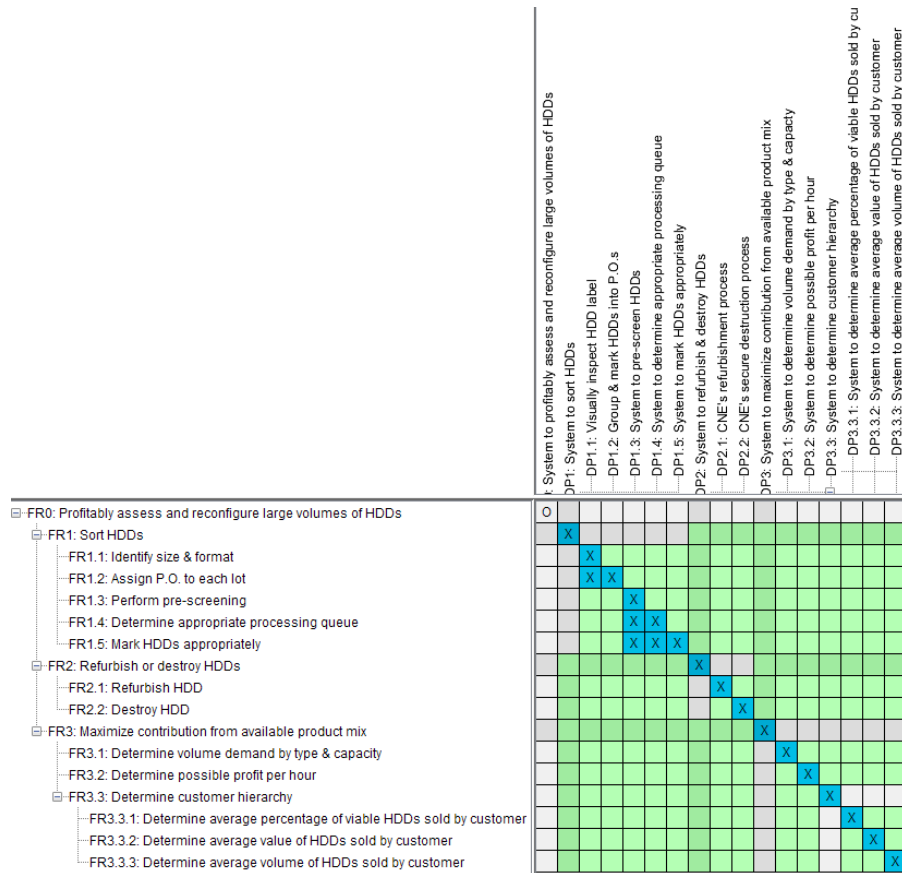 : System to profitably assess and reconfigure large volumes of HDDs
DP1: System to sort HDDs
DP1.1: Visually inspect HDD label
DP1.2: Group & mark HDDs into P.O.s
DP1.3: System to pre-screen HDDs
DP1.4: System to determine appropriate processing queue
DP1.5: System to mark HDDs appropriately
DP2: System to refurbish & destroy HDDs
DP2.1: CNE's refurbishment process
DP2.2: CNE's secure destruction process
DP3: System to maximize contribution from available product mix
DP3.1: System to determine volume demand by type & capacty
DP3.2: System to determine possible profit per hour
DP3.3: System to determine customer hierarchy
DP3.3.1: System to determine average percentage of viable HDDs sold by cu
DP3.3.2: System to determine average value of HDDs sold by customer
DP3.3.3: System to determine average volume of HDDs sold by customer
FR0: Profitably assess and reconfigure large volumes of HDDs O
FR1: Sort HDDs X
FR1.1: Identify size & format X
FR1.2: Assign P.O. to each lot X X
FR1.3: Perform pre-screening X
FR1.4: Determine appropriate processing queue X X
FR1.5: Mark HDDs appropriately X X X
FR2: Refurbish or destroy HDDs X
FR2.1: Refurbish HDD X
FR2.2: Destroy HDD X
FR3: Maximize contribution from available product mix X
FR3.1: Determine volume demand by type & capacity X
FR3.2: Determine possible profit per hour X
FR3.3: Determine customer hierarchy X
FR3.3.1: Determine average percentage of viable HDDs sold by customer X
FR3.3.2: Determine average value of HDDs sold by customer X
FR3.3.3: Determine average volume of HDDs sold by customer X